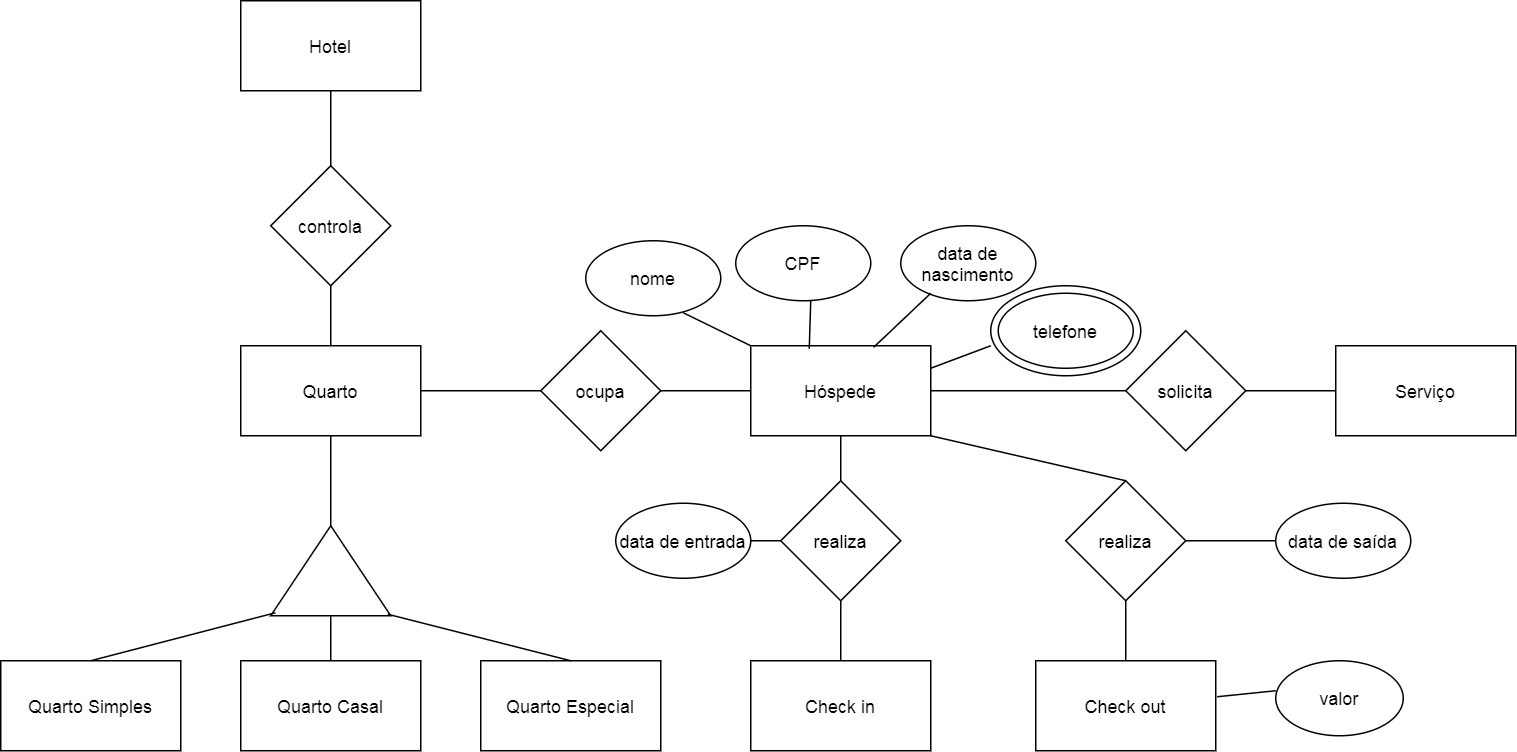 Hotel
controla
nome
CPF
data de
nascimento
telefone
Quarto
ocupa
Hóspede
solicita
Serviço
data de entrada
realiza
realiza
data de saída
Quarto Simples
Quarto Casal
Quarto Especial
Check in
Check out
valor